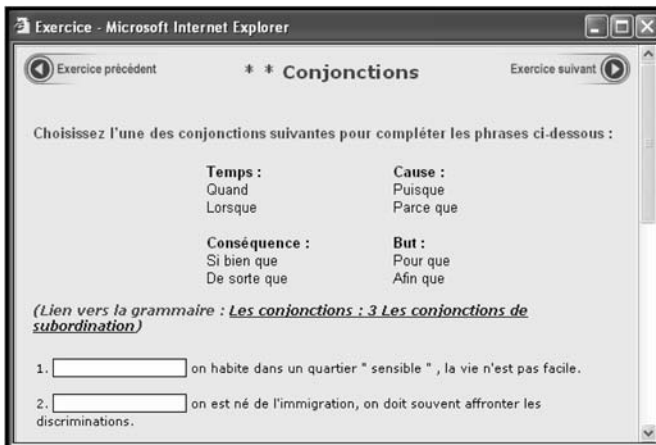 Exercice - Microsoft Internet Explorer
Exercice précédent
* * Conjonctions
Exercice suivant
Choisissez l'une des conjonctions suivantes pour compléter les phrases ci-dessous :
Temps :
Quand
Lorsque
Cause :
Puisque
Parce que
Conséquence :
Si bien que
De sorte que
But :
Pour que
Afin que
(Lien vers la grammaire : Les conjonctions : 3 Les conjonctions de
subordination)
1. on habite dans un quartier " sensible " , la vie n'est pas facile.
2. on est né de l'immigration, on doit souvent affronter les
discriminations.